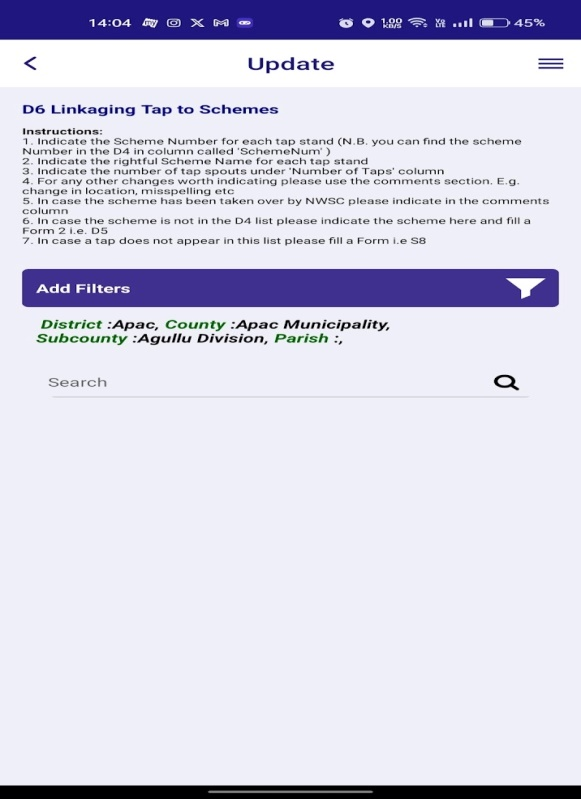 14:04 1.00 KB/S Vo LTE 45%
Update
D6 Linkaging Tap to Schemes
Instructions:
1. Indicate the Scheme Number for each tap stand (N.B. you can find the scheme
Number in the D4 in column called 'SchemeNum' )
2. Indicate the rightful Scheme Name for each tap stand
3. Indicate the number of tap spouts under 'Number of Taps' column
4. For any other changes worth indicating please use the comments section. E.g.
change in location, misspelling etc
5. In case the scheme has been taken over by NWSC please indicate in the comments
column
6. In case the scheme is not in the D4 list please indicate the scheme here and fill a
Form 2 i.e. D5
7. In case a tap does not appear in this list please fill a Form i.e S8
Add Filters
District :Apac, County :Apac Municipality,
Subcounty :Agullu Division, Parish :,
Search